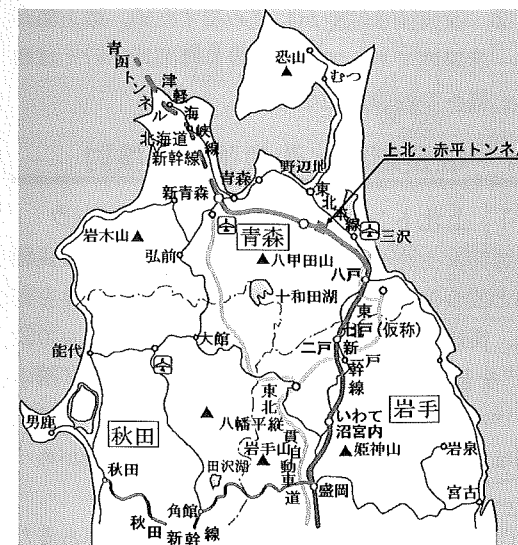 恐山
むつ
青函トンネル
津軽海峡線
北海道
新幹線
上北・赤平トンネル
野辺地
青森
新青森
東北本線
三沢
岩木山
青森
弘前
八甲田山
八戸
十和田湖
東北新幹線
七戸(仮称)
二戸
一戸
大館
能代
八幡平
東北縦貫自動車道
いわて
沼宮内
岩手
秋田
男鹿
岩手山
姫神山
岩泉
田沢湖
秋田
角館
盛岡
宮古
秋田新幹線